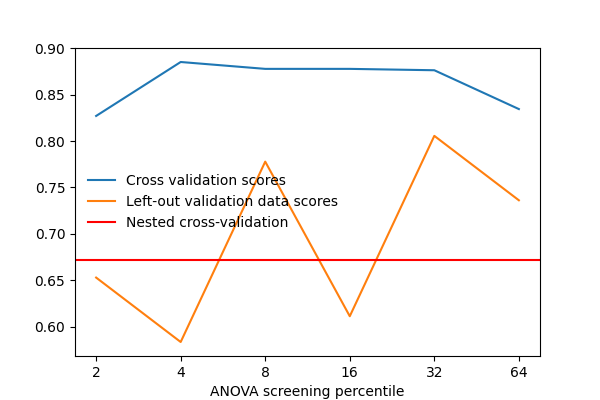 0.90
0.85
0.80
0.75
0.70
0.65
0.60
Cross validation scores
Left-out validation data scores
Nested cross-validation
2 4 8 16 32 64
ANOVA screening percentile